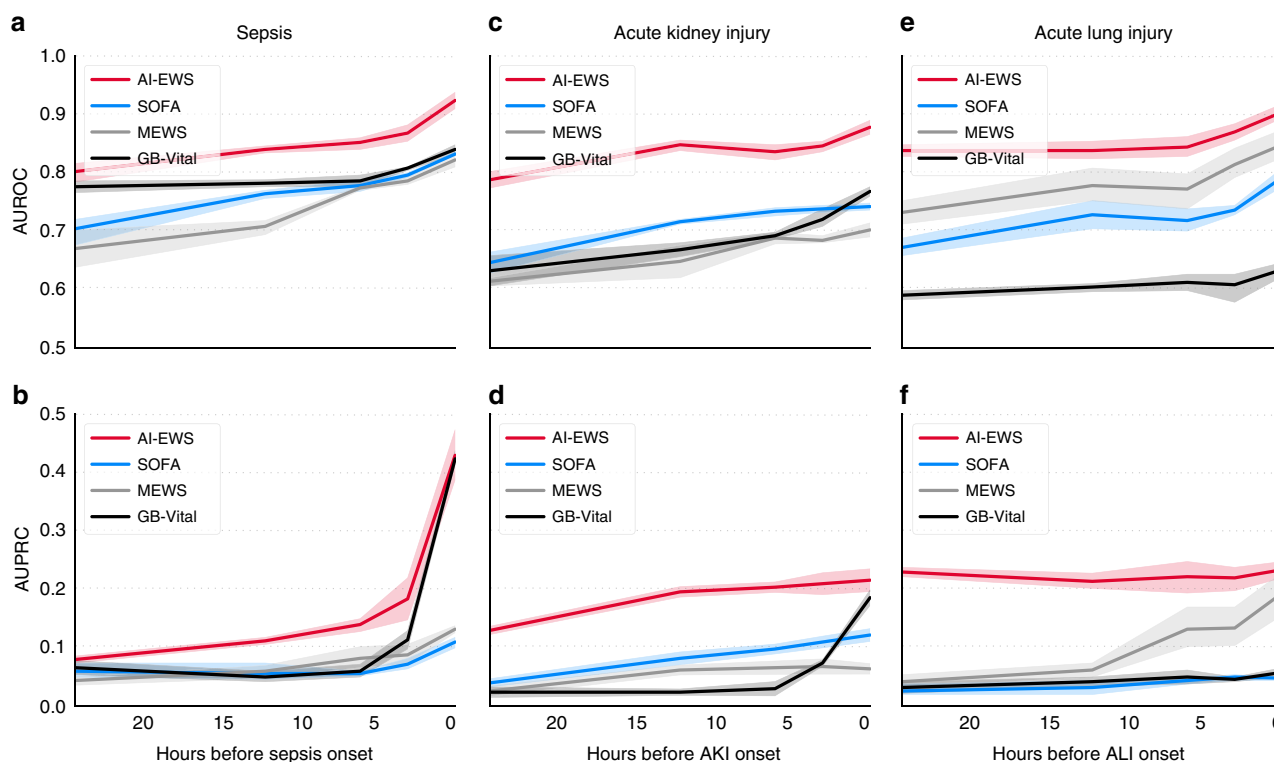 a
Sepsis
AUROC
1.0
0.9
0.8
0.7
0.6
0.5
AI-EWS
SOFA
MEWS
GB-Vital
c
Acute kidney injury
AI-EWS
SOFA
MEWS
GB-Vital
e
Acute lung injury
AI-EWS
SOFA
MEWS
GB-Vital
b
AUPRC
0.5
0.4
0.3
0.2
0.1
0.0
AI-EWS
SOFA
MEWS
GB-Vital
20 15 10 5 0
Hours before sepsis onset
d
AI-EWS
SOFA
MEWS
GB-Vital
20 15 10 5 0
Hours before AKI onset
f
AI-EWS
SOFA
MEWS
GB-Vital
20 15 10 5
Hours before ALI onset